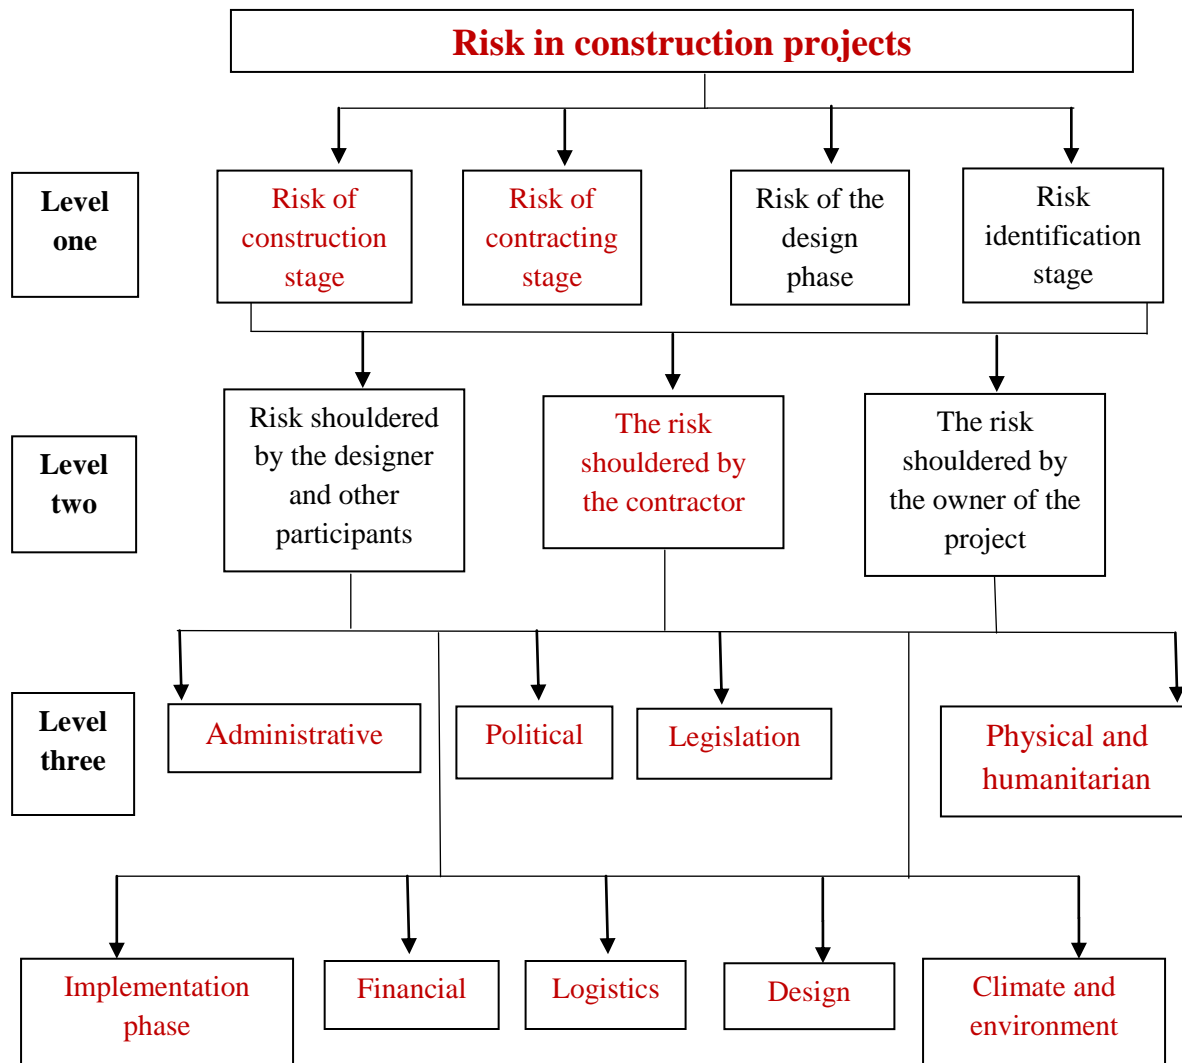 Risk in construction projects
Level
one
Risk of
construction
stage
Risk of
contracting
stage
Risk of the
design
phase
Risk
identification
stage
Level
two
Risk shouldered
by the designer
and other
participants
The risk
shouldered by
the contractor
The risk
shouldered by
the owner of the
project
Level
three
Administrative
Political
Legislation
Physical and
humanitarian
Implementation
phase
Financial
Logistics
Design
Climate and
environment